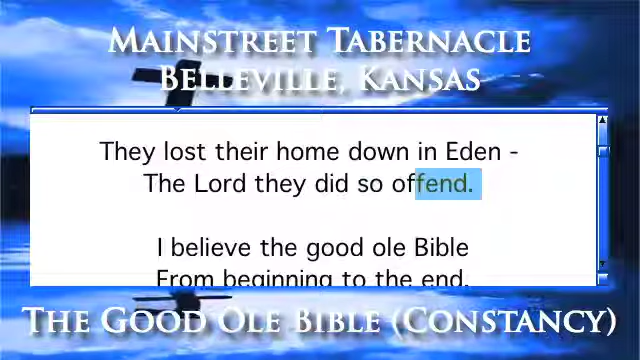 MAINSTREET TABERNACLE
BELLEVILLE, KANSAS
They lost their home down in Eden -
The Lord they did so offend.
I believe the good ole Bible
From beginning to the end.
THE GOOD OLE BIBLE (CONSTANCY)